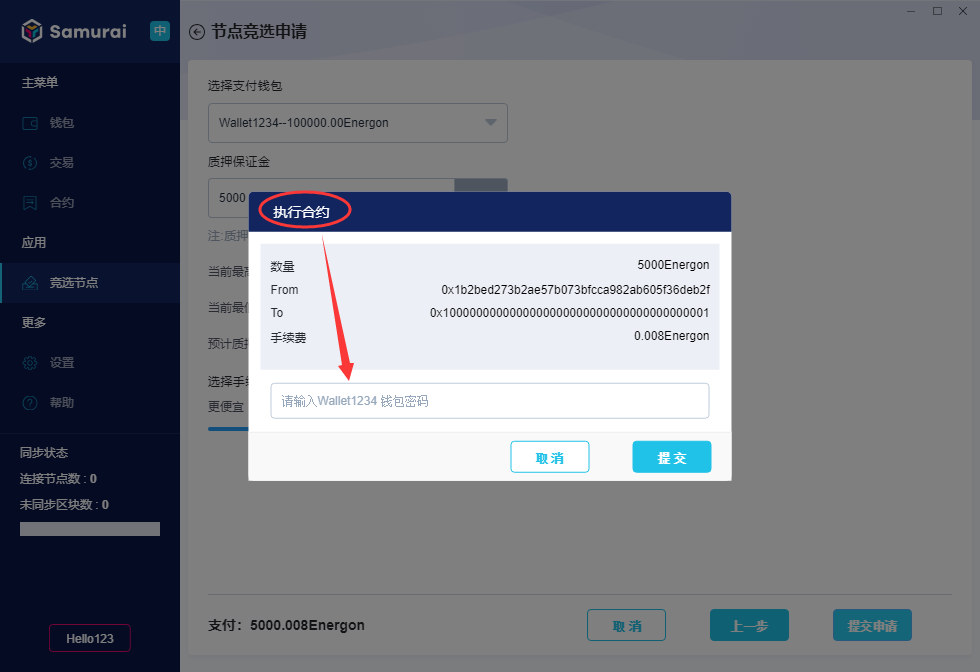 Samurai
中
节点竞选申请
主菜单
钱包
交易
合约
应用
竞选节点
更多
设置
帮助
同步状态
连接节点数 : 0
未同步区块数 : 0
Hello123
选择支付钱包
Wallet1234--100000.00Energon
质押保证金
5000
注:质押
当前最
当前最
预计质
选择手
更便宜
执行合约
数量 5000Energon
From 0x1b2bed273b2ae57b073bfcca982ab605f36deb2f
To 0x1000000000000000000000000000000000000001
手续费 0.008Energon
请输入Wallet1234 钱包密码
取 消 提 交
支付：5000.008Energon
取 消 上一步 提交申请